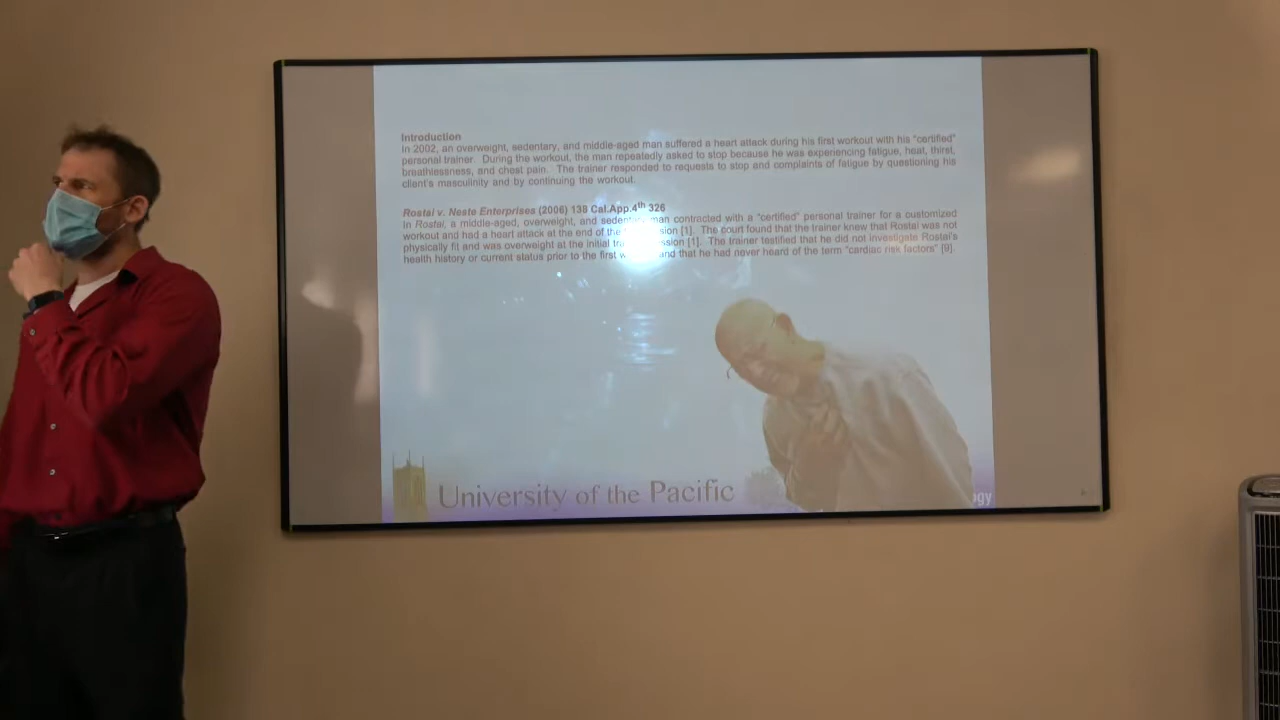 Introduction
In 2002, an overweight, sedentary, and middle-aged man suffered a heart attack during his first workout with his "certified"
personal trainer. During the workout, the man repeatedly asked to stop because he was experiencing fatigue, heat, thirst,
breathlessness, and chest pain. The trainer responded to requests to stop and complaints of fatigue by questioning his
client's masculinity and by continuing the workout.
Rostai v. Neste Enterprises (2006) 138 Cal.App.4th 326
In Rostai, a middle-aged, overweight, and sedentary man contracted with a "certified" personal trainer for a customized
workout and had a heart attack at the end of the sion [1]. The court found that the trainer knew that Rostai was not
physically fit and was overweight at the initial tra ssion [1]. The trainer testified that he did not investigate Rostai's
health history or current status prior to the first w and that he had never heard of the term "cardiac risk factors" [9].
University of the Pacific
ogy